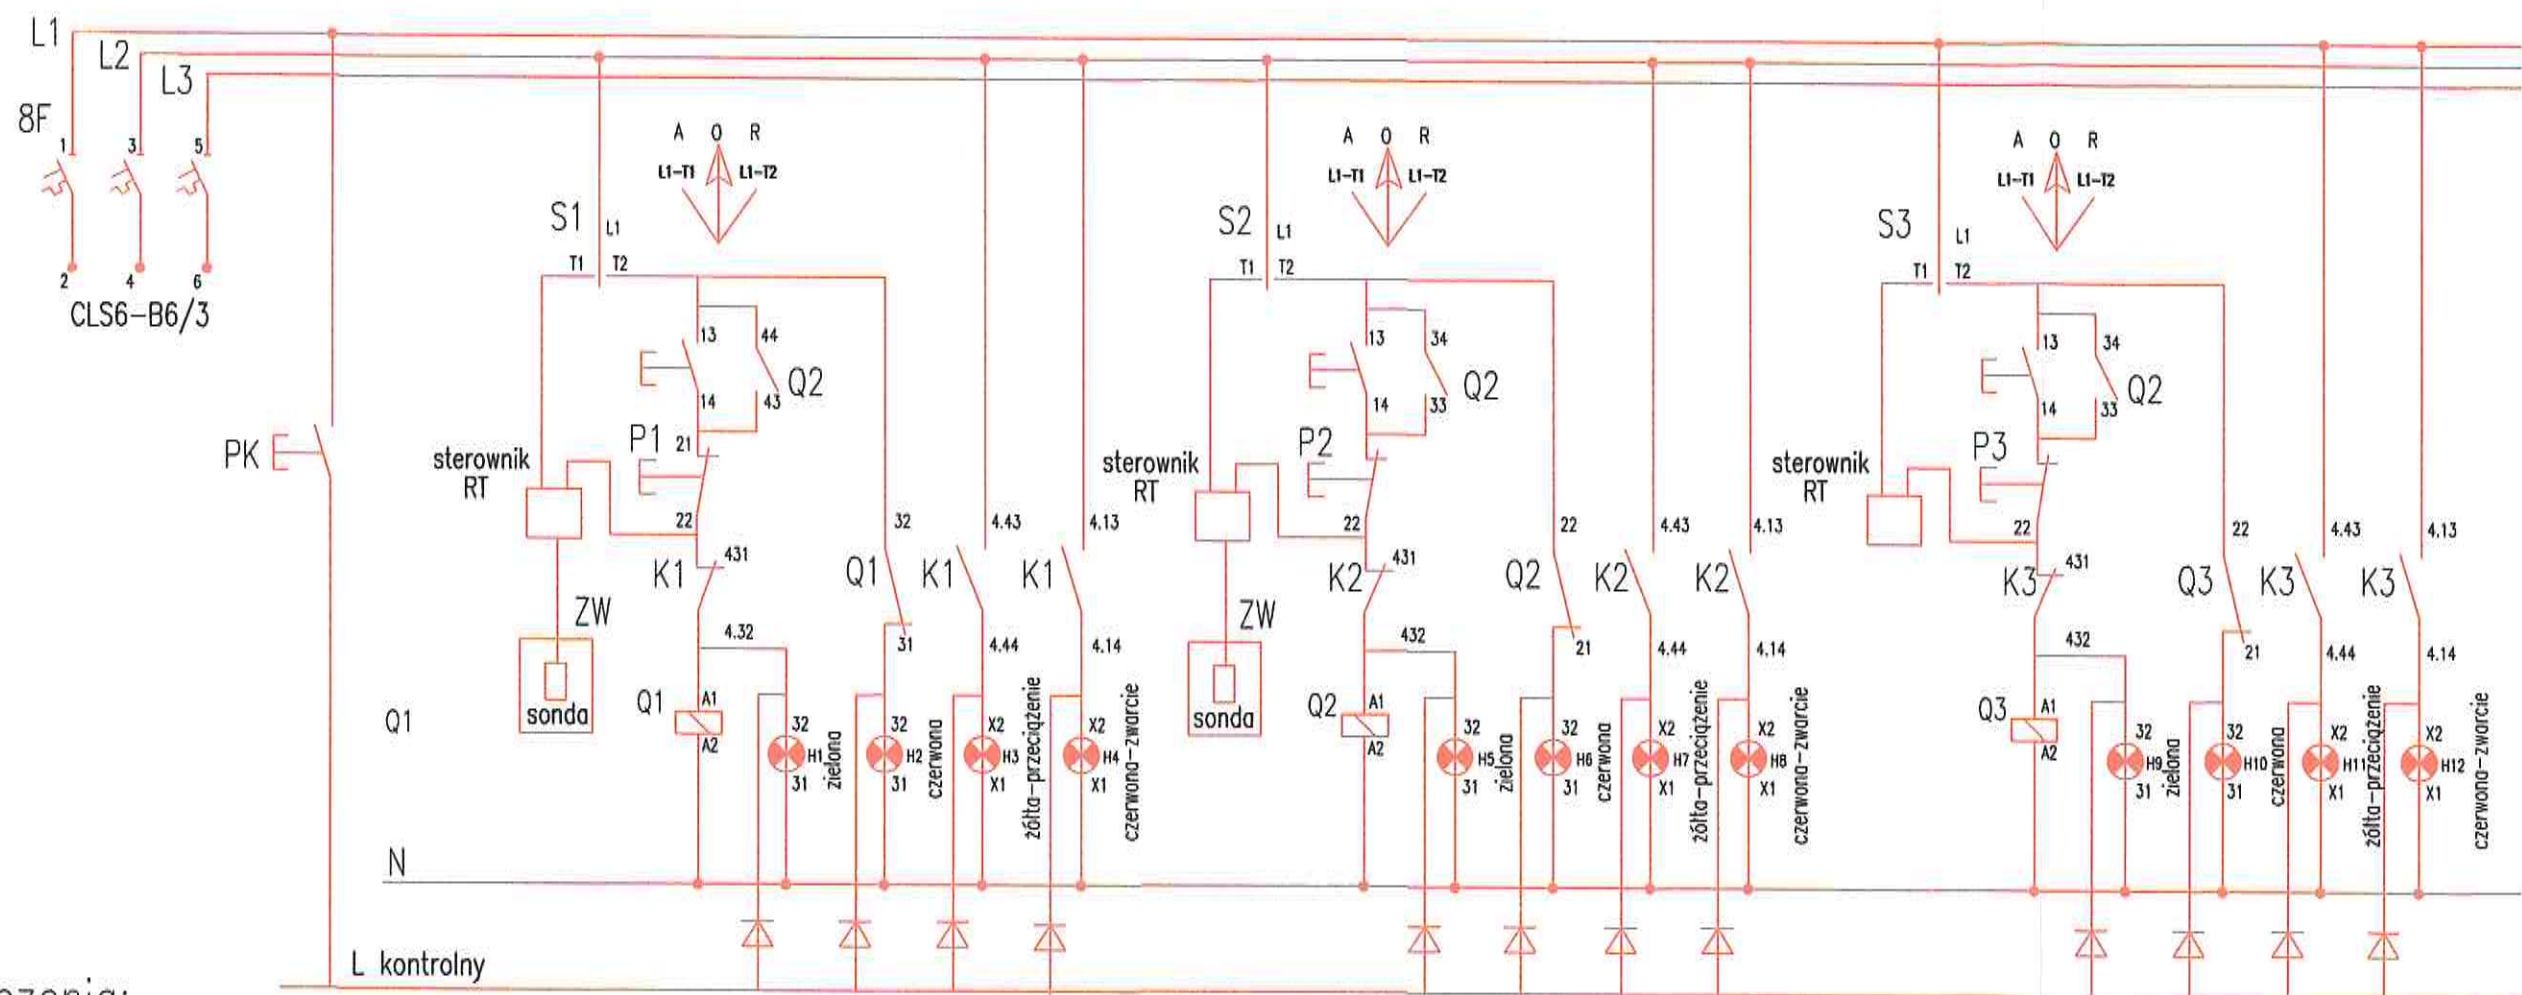 L1
L2
L3
8F
1 3 5
2 4 6
CLS6-B6/3
PK
L kontrolny
N
Q1
A O R
L1-T1 L1-T2
S1 L1
T1 T2
13 44
Q2
14 43
P1 21
sterownik
RT
22
K1 431
ZW
sonda
4.32
Q1 A1
A2
32
Q1
31
4.43
K1
4.44
4.13
K1
4.14
32
H1 zielona
31
32
H2 czerwona
31
X2
H3 żółta-przeciążenie
X1
X2
H4 czerwona-zwarcie
X1
A O R
L1-T1 L1-T2
S2 L1
T1 T2
13 34
Q2
14 33
P2
sterownik
RT
22
K2 431
ZW
sonda
432
Q2 A1
A2
22
Q2
21
4.43
K2
4.44
4.13
K2
4.14
32
H5 zielona
31
32
H6 czerwona
31
X2
H7 żółta-przeciążenie
X1
X2
H8 czerwona-zwarcie
X1
A O R
L1-T1 L1-T2
S3 L1
T1 T2
13 34
Q2
14 33
P3
sterownik
RT
22
K3 431
432
Q3 A1
A2
22
Q3
21
4.43
K3
4.44
4.13
K3
4.14
32
H9 zielona
31
32
H10 czerwona
31
X2
H11 żółta-przeciążenie
X1
X2
H12 czerwona-zwarcie
X1